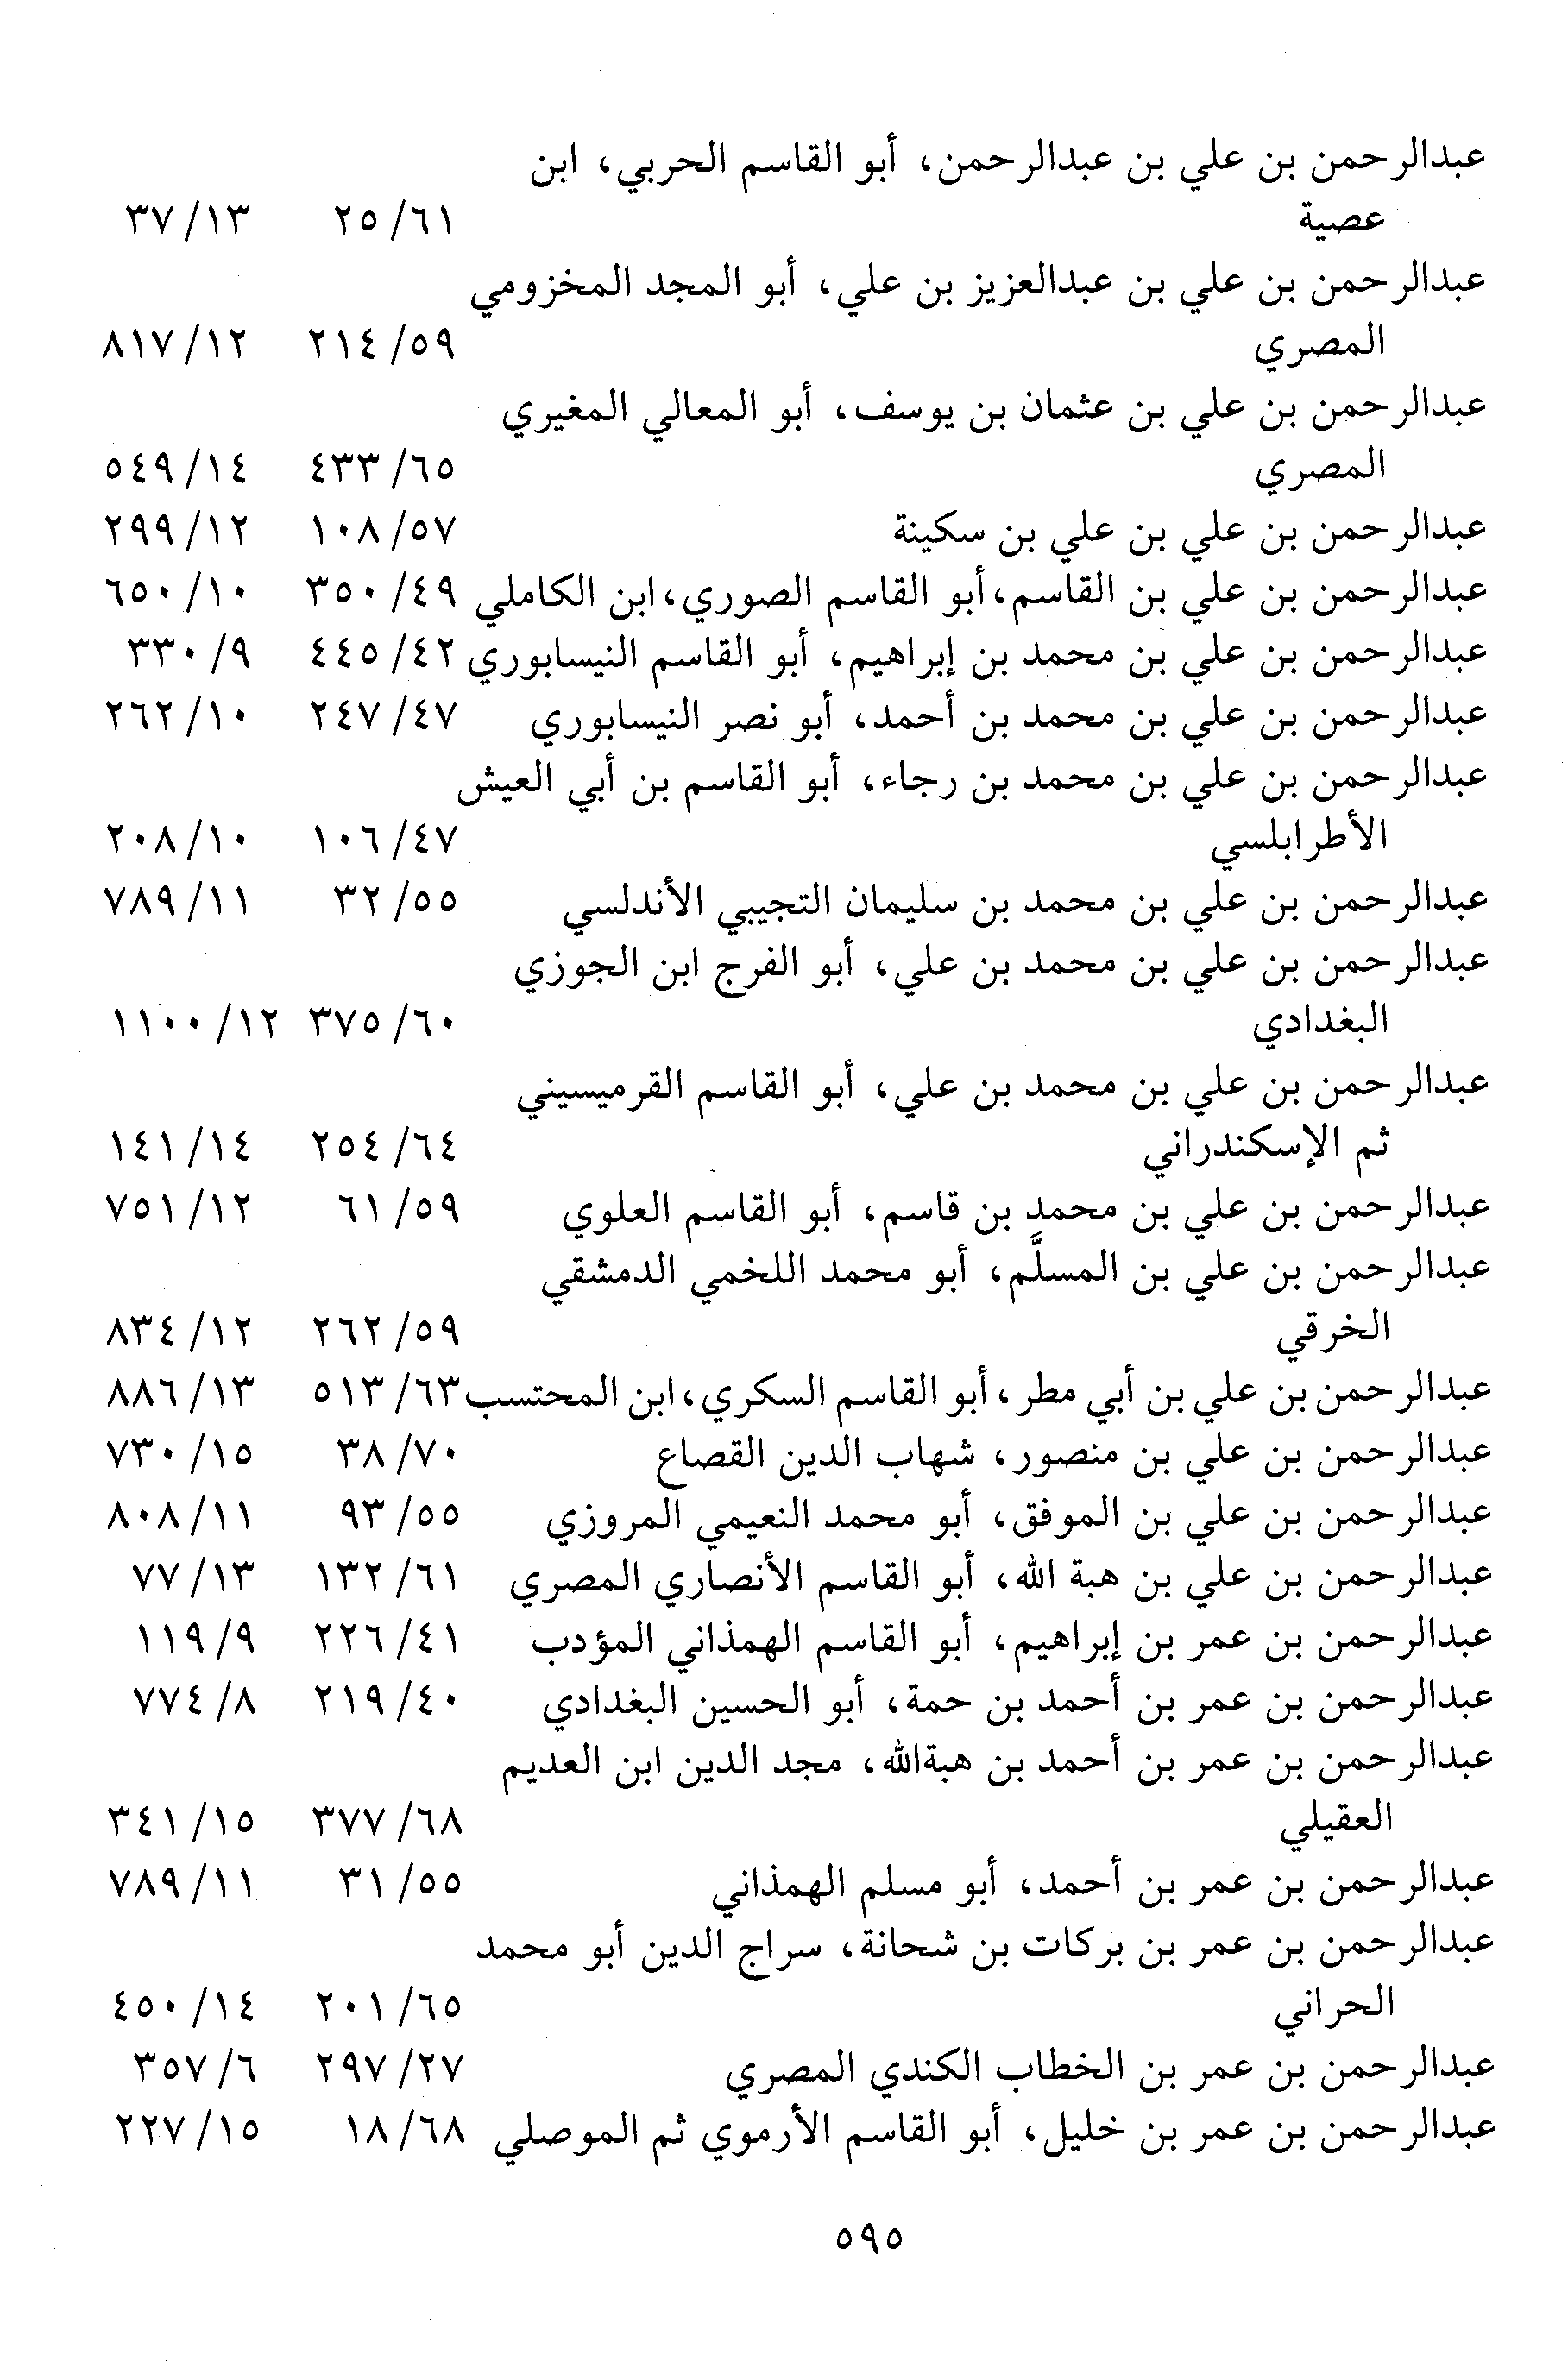 عبدالرحمن بن علي بن عبدالرحمن، أبو القاسم الحربي، ابن
عصية ٦١/ ٢٥ ١٣/ ٣٧
عبدالرحمن بن علي بن عبدالعزيز بن علي، أبو المجد المخزومي
المصري ٥٩/ ٢١٤ ١٢/ ٨١٧
عبدالرحمن بن علي بن عثمان بن يوسف، أبو المعالي المغيري
المصري ٦٥/ ٤٣٣ ١٤/ ٥٤٩
عبدالرحمن بن علي بن علي بن سكينة ٥٧/ ١٠٨ ١٢/ ٢٩٩
عبدالرحمن بن علي بن القاسم، أبو القاسم الصوري، ابن الكاملي ٤٩/ ٣٥٠ ١٠/ ٦٥٠
عبدالرحمن بن علي بن محمد بن إبراهيم، أبو القاسم النيسابوري ٤٢/ ٤٤٥ ٩/ ٣٣٠
عبدالرحمن بن علي بن محمد بن أحمد، أبو نصر النيسابوري ٤٧/ ٢٤٧ ١٠/ ٢٦٢
عبدالرحمن بن علي بن محمد بن رجاء، أبو القاسم بن أبي العيش
الأطرابلسي ٤٧/ ١٠٦ ١٠/ ٢٠٨
عبدالرحمن بن علي بن محمد بن سليمان التجيبي الأندلسي ٥٥/ ٣٢ ١١/ ٧٨٩
عبدالرحمن بن علي بن محمد بن علي، أبو الفرج ابن الجوزي
البغدادي ٦٠/ ٣٧٥ ١٢/ ١١٠٠
عبدالرحمن بن علي بن محمد بن علي، أبو القاسم القرميسيني
ثم الإسكندراني ٦٤/ ٢٥٤ ١٤/ ١٤١
عبدالرحمن بن علي بن محمد بن قاسم، أبو القاسم العلوي ٥٩/ ٦١ ١٢/ ٧٥١
عبدالرحمن بن علي بن المسلَّم، أبو محمد اللخمي الدمشقي
الخرقي ٥٩/ ٢٦٢ ١٢/ ٨٣٤
عبدالرحمن بن علي بن أبي مطر، أبو القاسم السكري، ابن المحتسب ٦٣/ ٥١٣ ١٣/ ٨٨٦
عبدالرحمن بن علي بن منصور، شهاب الدين القصاع ٧٠/ ٣٨ ١٥/ ٧٣٠
عبدالرحمن بن علي بن الموفق، أبو محمد النعيمي المروزي ٥٥/ ٩٣ ١١/ ٨٠٨
عبدالرحمن بن علي بن هبة الله، أبو القاسم الأنصاري المصري ٦١/ ١٣٢ ١٣/ ٧٧
عبدالرحمن بن عمر بن إبراهيم، أبو القاسم الهمذاني المؤدب ٤١/ ٢٢٦ ٩/ ١١٩
عبدالرحمن بن عمر بن أحمد بن حمة، أبو الحسين البغدادي ٤٠/ ٢١٩ ٨/ ٧٧٤
عبدالرحمن بن عمر بن أحمد بن هبةالله، مجد الدين ابن العديم
العقيلي ٦٨/ ٣٧٧ ١٥/ ٣٤١
عبدالرحمن بن عمر بن أحمد، أبو مسلم الهمذاني ٥٥/ ٣١ ١١/ ٧٨٩
عبدالرحمن بن عمر بن بركات بن شحانة، سراج الدين أبو محمد
الحراني ٦٥/ ٢٠١ ١٤/ ٤٥٠
عبدالرحمن بن عمر بن الخطاب الكندي المصري ٢٧/ ٢٩٧ ٦/ ٣٥٧
عبدالرحمن بن عمر بن خليل، أبو القاسم الأرموي ثم الموصلي ٦٨/ ١٨ ١٥/ ٢٢٧
٥٩٥